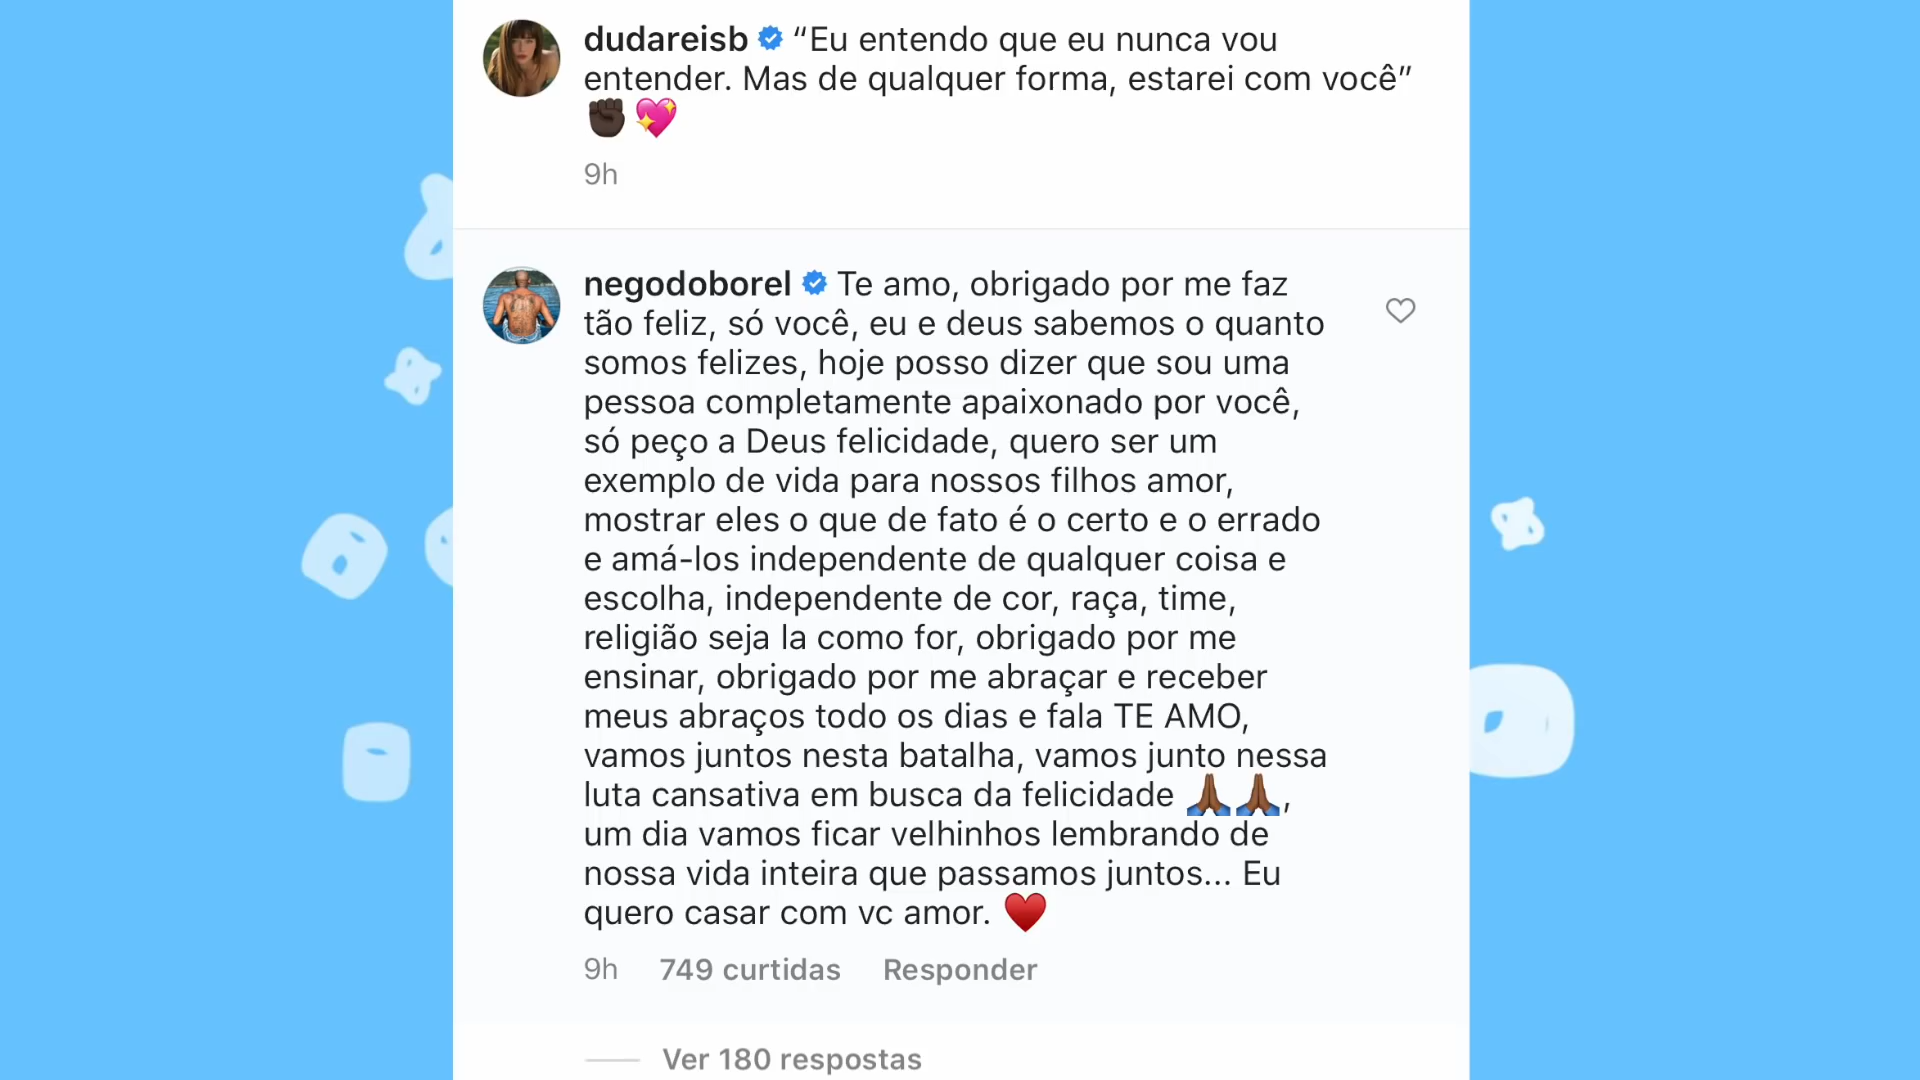 dudareisb “Eu entendo que eu nunca vou
entender. Mas de qualquer forma, estarei com você”
✊🏿 💖
9h
negodoborel Te amo, obrigado por me faz
tão feliz, só você, eu e deus sabemos o quanto
somos felizes, hoje posso dizer que sou uma
pessoa completamente apaixonado por você,
só peço a Deus felicidade, quero ser um
exemplo de vida para nossos filhos amor,
mostrar eles o que de fato é o certo e o errado
e amá-los independente de qualquer coisa e
escolha, independente de cor, raça, time,
religião seja la como for, obrigado por me
ensinar, obrigado por me abraçar e receber
meus abraços todo os dias e fala TE AMO,
vamos juntos nesta batalha, vamos junto nessa
luta cansativa em busca da felicidade 🙏🏾🙏🏾,
um dia vamos ficar velhinhos lembrando de
nossa vida inteira que passamos juntos... Eu
quero casar com vc amor. ♥️
9h 749 curtidas Responder
Ver 180 respostas